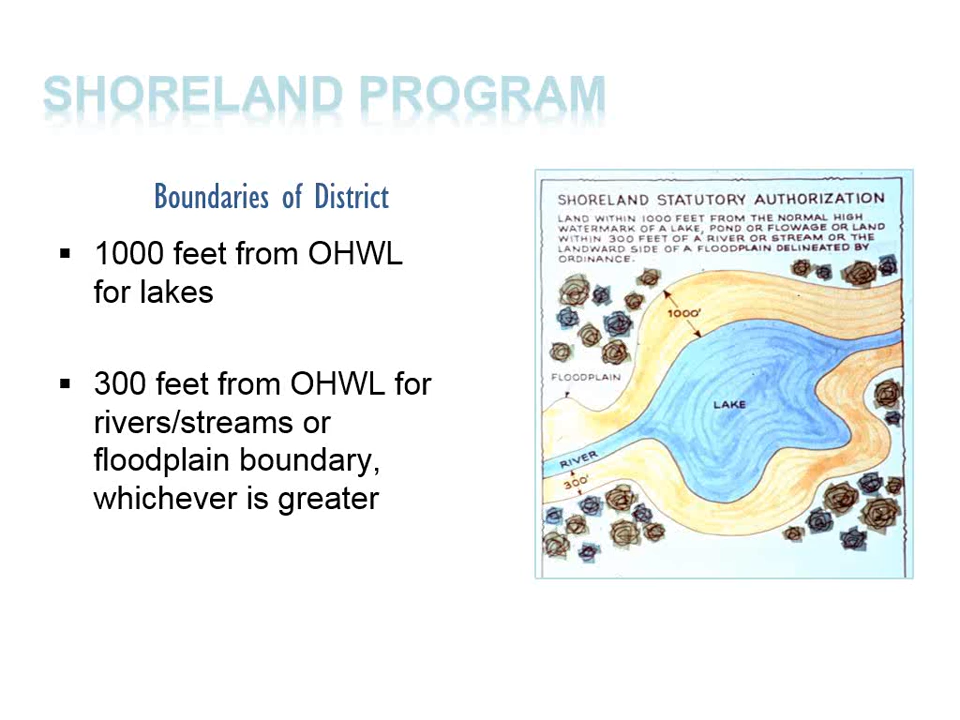 SHORELAND PROGRAM
Boundaries of District
▪ 1000 feet from OHWL
for lakes
▪ 300 feet from OHWL for
rivers/streams or
floodplain boundary,
whichever is greater
SHORELAND STATUTORY AUTHORIZATION
LAND WITHIN 1000 FEET FROM THE NORMAL HIGH
WATERMARK OF A LAKE, POND OR FLOWAGE OR LAND
WITHIN 300 FEET OF A RIVER OR STREAM OR THE
LANDWARD SIDE OF A FLOODPLAIN DELINEATED BY
ORDINANCE.
1000'
FLOODPLAIN
LAKE
RIVER
300'